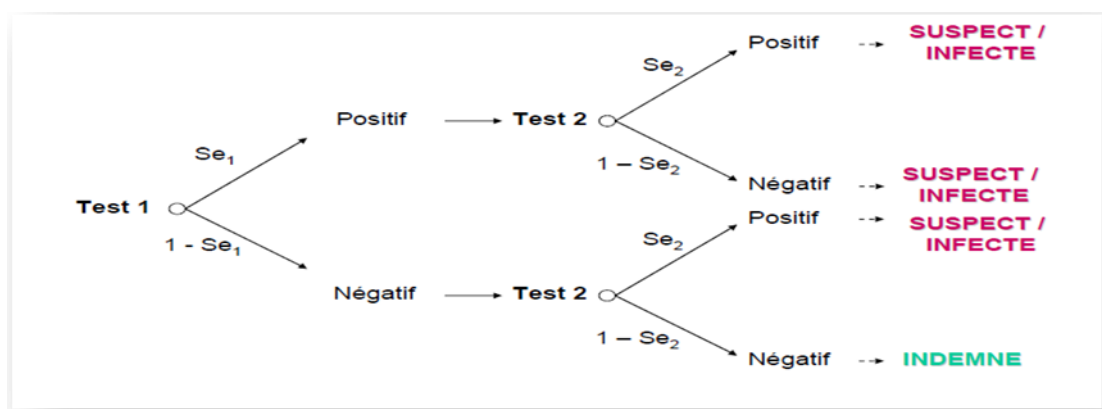 SUSPECT /
INFECTE
Positif
Se₂
Positif
Test 2
Se₁
1 – Se₂
Négatif
SUSPECT /
INFECTE
Test 1
Positif
SUSPECT /
INFECTE
Se₂
1 - Se₁
Négatif
Test 2
1 – Se₂
Négatif
INDEMNE